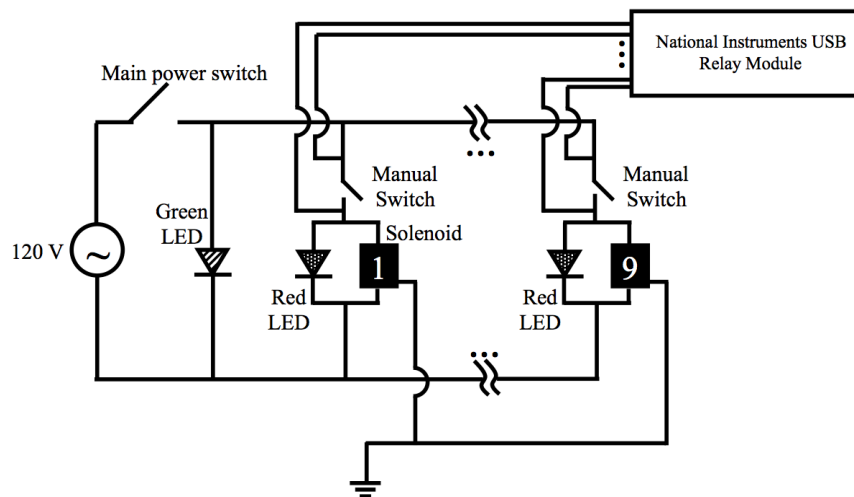 National Instruments USB
Relay Module
Main power switch
Manual
Switch
Manual
Switch
Green
LED
Solenoid
120 V
~
1
9
Red
LED
Red
LED